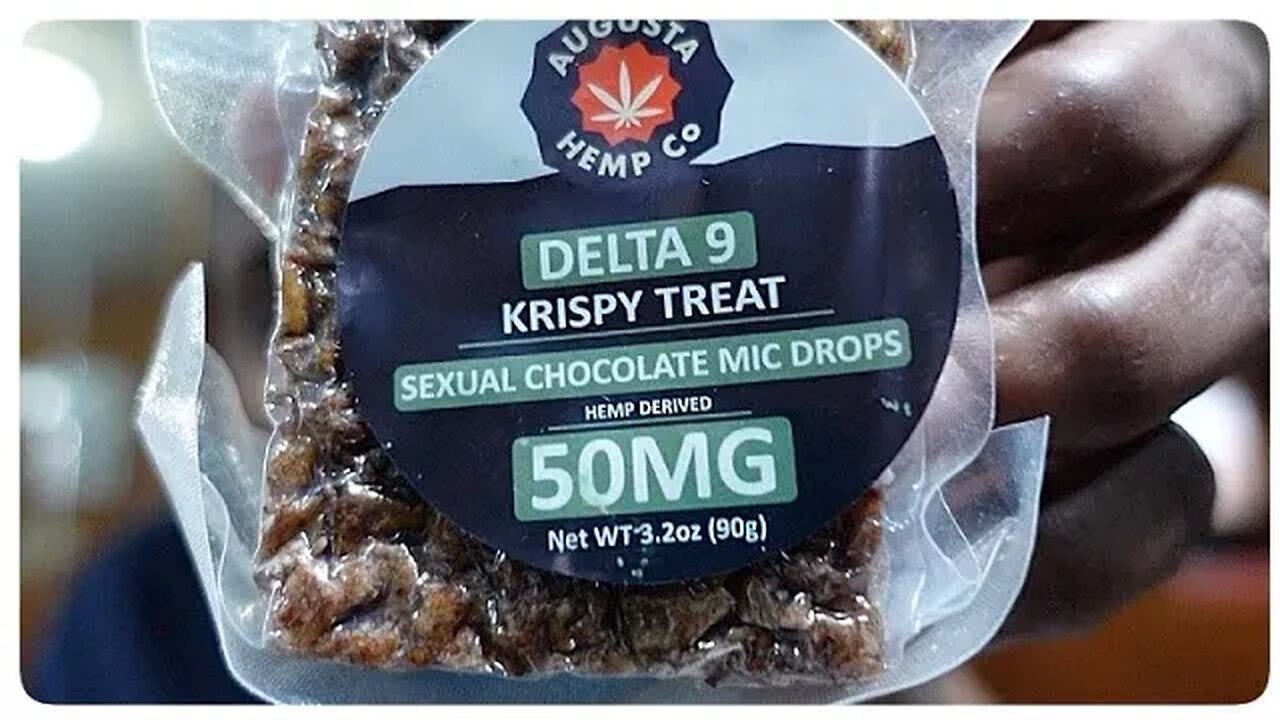 AUGUSTA
HEMP Co
DELTA 9
KRISPY TREAT
SEXUAL CHOCOLATE MIC DROPS
HEMP DERIVED
50MG
Net WT 3.2oz (90g)